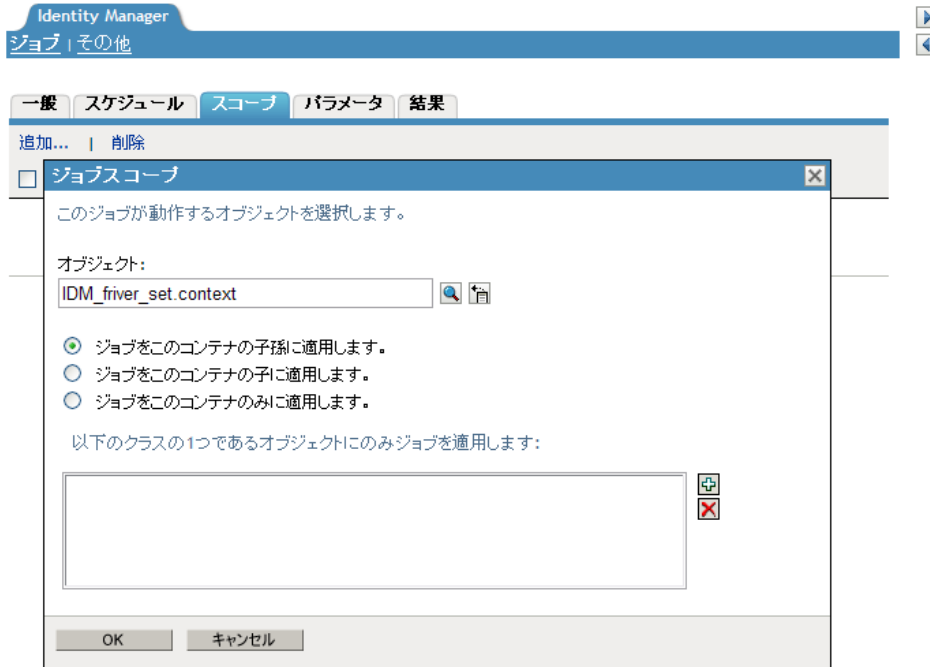 Identity Manager
ジョブ | その他
一般 スケジュール スコープ パラメータ 結果
追加... | 削除
ジョブスコープ
このジョブが動作するオブジェクトを選択します。
オブジェクト:
IDM_friver_set.context
ジョブをこのコンテナの子孫に適用します。
ジョブをこのコンテナの子に適用します。
ジョブをこのコンテナのみに適用します。
以下のクラスの1つであるオブジェクトにのみジョブを適用します:
OK キャンセル